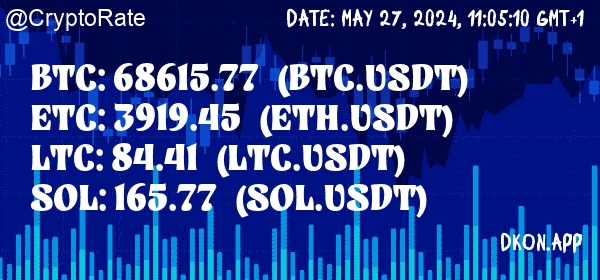 @CryptoRate
DATE: MAY 27, 2024, 11:05:10 GMT+1
BTC: 68615.77 (BTC.USDT)
ETC: 3919.45 (ETH.USDT)
LTC: 84.41 (LTC.USDT)
SOL: 165.77 (SOL.USDT)
DKON.APP